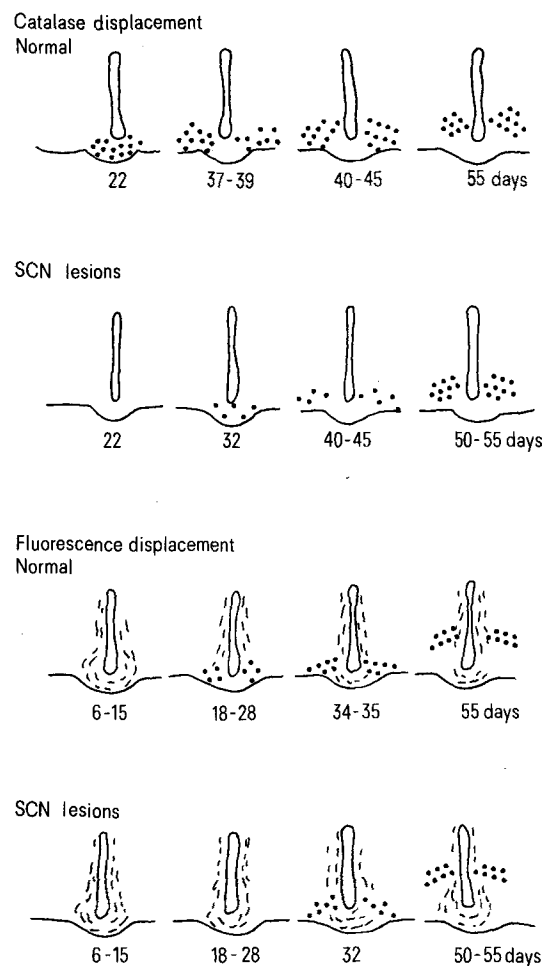 Catalase displacement
Normal
22 37-39 40-45 55 days
SCN lesions
22 32 40-45 50-55 days
Fluorescence displacement
Normal
6-15 18-28 34-35 55 days
SCN lesions
6-15 18-28 32 50-55 days